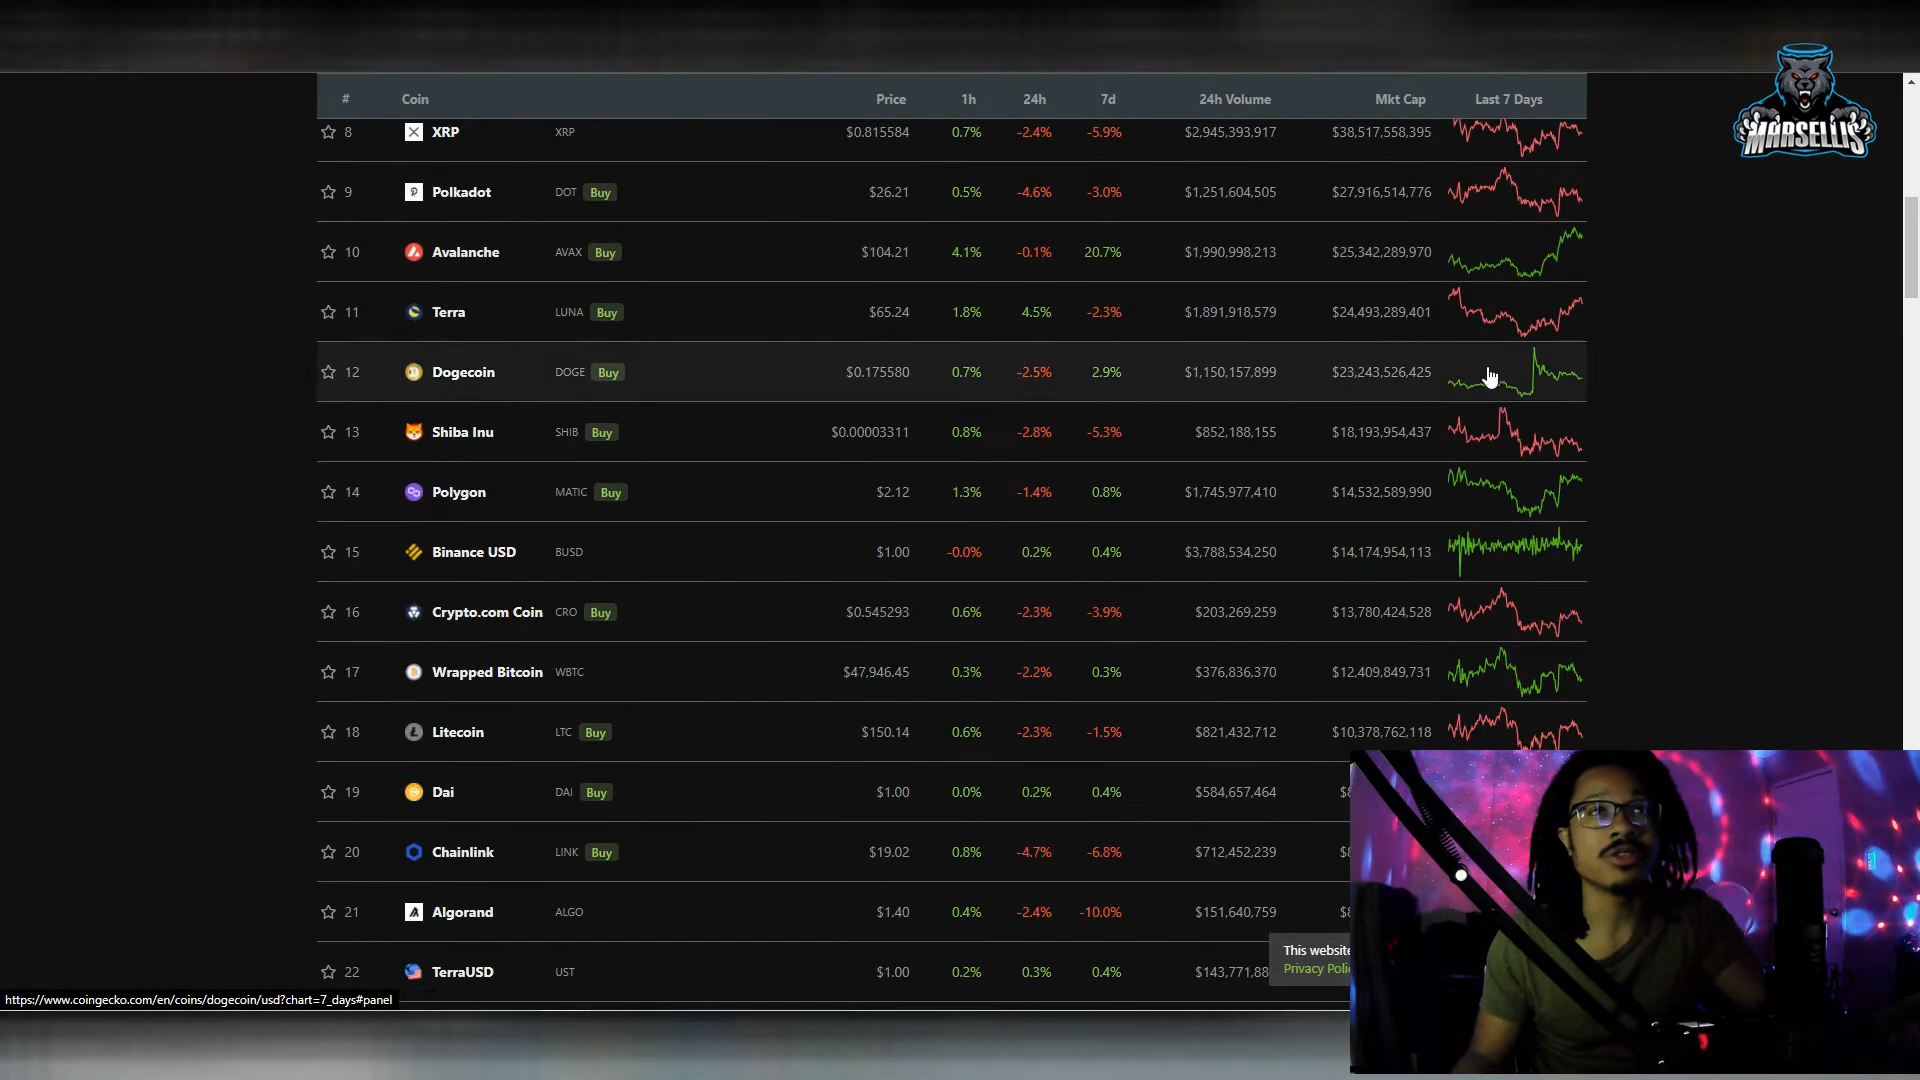 MARSELLIS
# Coin Price 1h 24h 7d 24h Volume Mkt Cap Last 7 Days
8 XRP XRP $0.815584 0.7% -2.4% -5.9% $2,945,393,917 $38,517,558,395
9 Polkadot DOT Buy $26.21 0.5% -4.6% -3.0% $1,251,604,505 $27,916,514,776
10 Avalanche AVAX Buy $104.21 4.1% -0.1% 20.7% $1,990,998,213 $25,342,289,970
11 Terra LUNA Buy $65.24 1.8% 4.5% -2.3% $1,891,918,579 $24,493,289,401
12 Dogecoin DOGE Buy $0.175580 0.7% -2.5% 2.9% $1,150,157,899 $23,243,526,425
13 Shiba Inu SHIB Buy $0.00003311 0.8% -2.8% -5.3% $852,188,155 $18,193,954,437
14 Polygon MATIC Buy $2.12 1.3% -1.4% 0.8% $1,745,977,410 $14,532,589,990
15 Binance USD BUSD $1.00 -0.0% 0.2% 0.4% $3,788,534,250 $14,174,954,113
16 Crypto.com Coin CRO Buy $0.545293 0.6% -2.3% -3.9% $203,269,259 $13,780,424,528
17 Wrapped Bitcoin WBTC $47,946.45 0.3% -2.2% 0.3% $376,836,370 $12,409,849,731
18 Litecoin LTC Buy $150.14 0.6% -2.3% -1.5% $821,432,712 $10,378,762,118
19 Dai DAI Buy $1.00 0.0% 0.2% 0.4% $584,657,464
20 Chainlink LINK Buy $19.02 0.8% -4.7% -6.8% $712,452,239
21 Algorand ALGO $1.40 0.4% -2.4% -10.0% $151,640,759
22 TerraUSD UST $1.00 0.2% 0.3% 0.4% $143,771,88
This website
Privacy Poli
https://www.coingecko.com/en/coins/dogecoin/usd?chart=7_days#panel